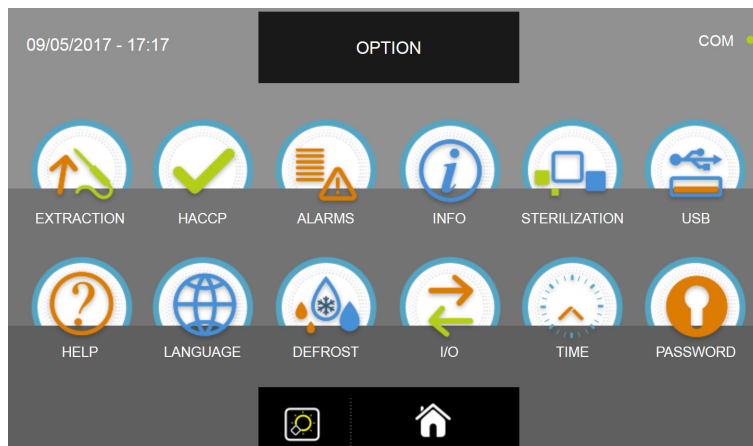 09/05/2017 - 17:17
OPTION
COM
EXTRACTION
HACCP
ALARMS
INFO
STERILIZATION
USB
HELP
LANGUAGE
DEFROST
I/O
TIME
PASSWORD